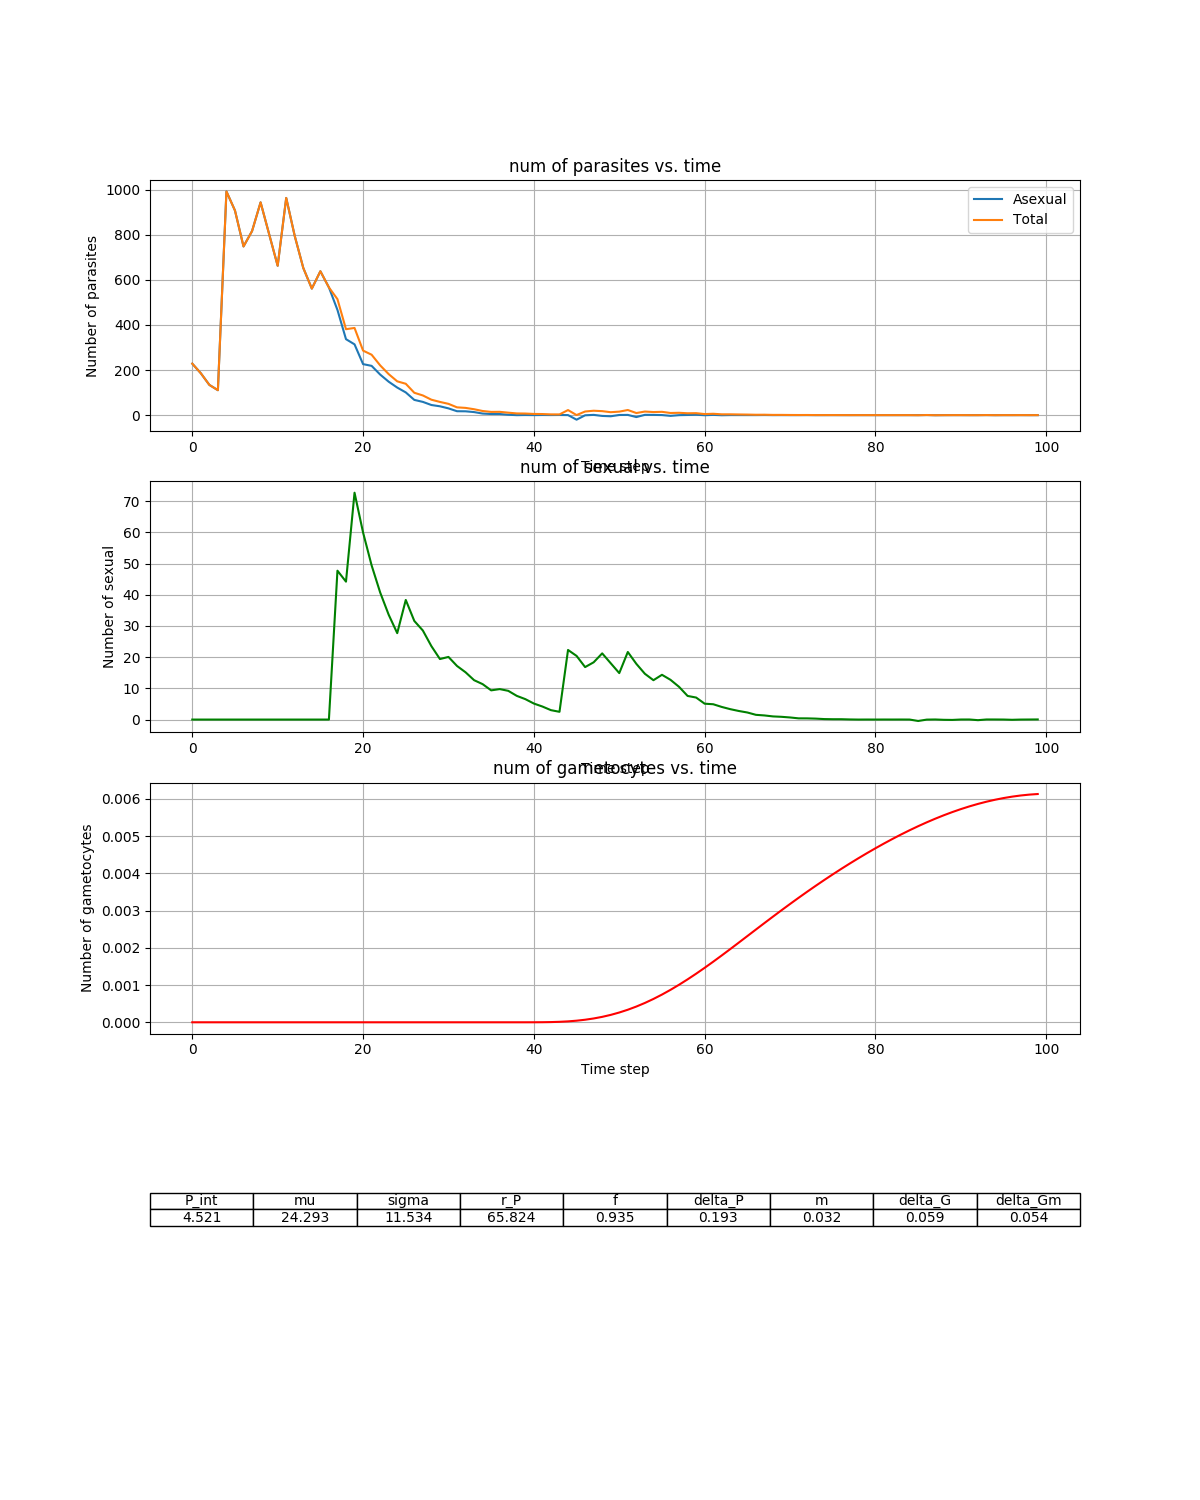 num of parasites vs. time
Number of parasites
1000
800
600
400
200
0
Asexual
Total
0 20 40 60 80 100
Time step
num of sexual vs. time
Number of sexual
70
60
50
40
30
20
10
0
0 20 40 60 80 100
Time step
num of gametocytes vs. time
Number of gametocytes
0.006
0.005
0.004
0.003
0.002
0.001
0.000
0 20 40 60 80 100
Time step
P_int mu sigma r_P f delta_P m delta_G delta_Gm
4.521 24.293 11.534 65.824 0.935 0.193 0.032 0.059 0.054